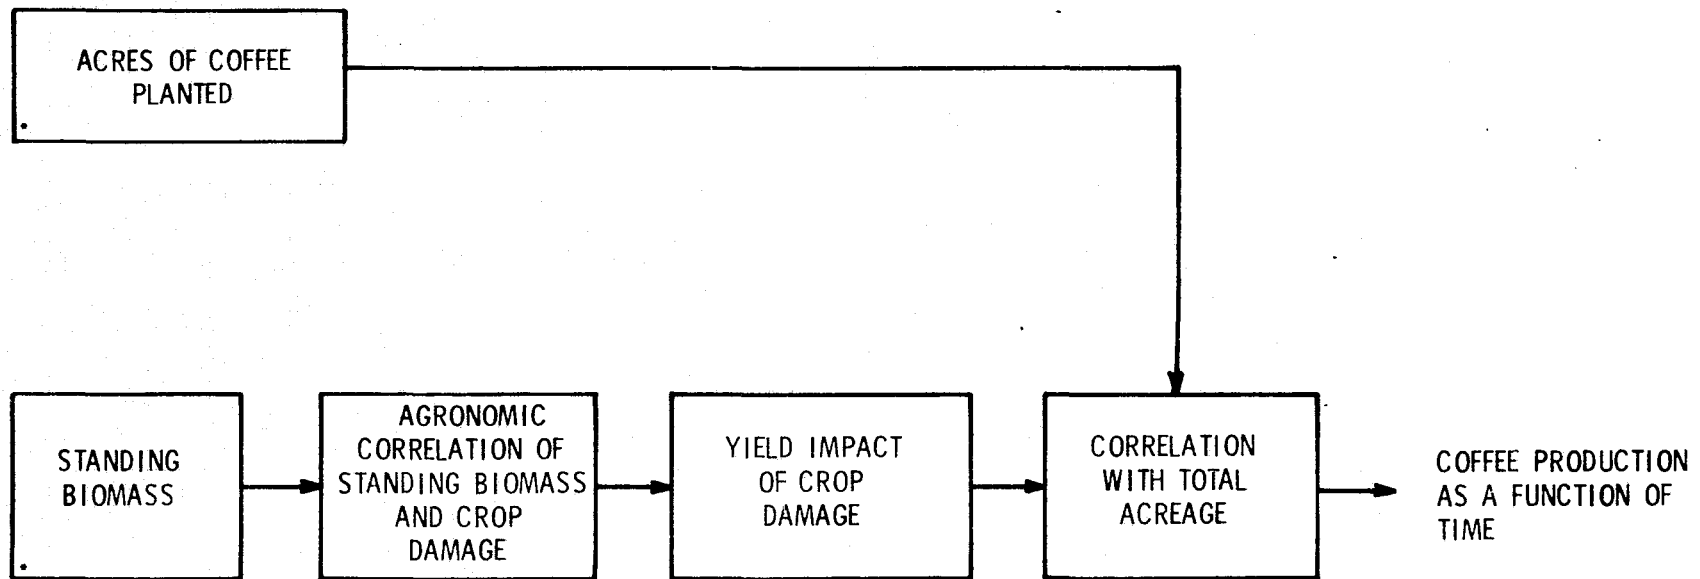 ACRES OF COFFEE
PLANTED
STANDING
BIOMASS
AGRONOMIC
CORRELATION OF
STANDING BIOMASS
AND CROP
DAMAGE
YIELD IMPACT
OF CROP
DAMAGE
CORRELATION
WITH TOTAL
ACREAGE
COFFEE PRODUCTION
AS A FUNCTION OF
TIME